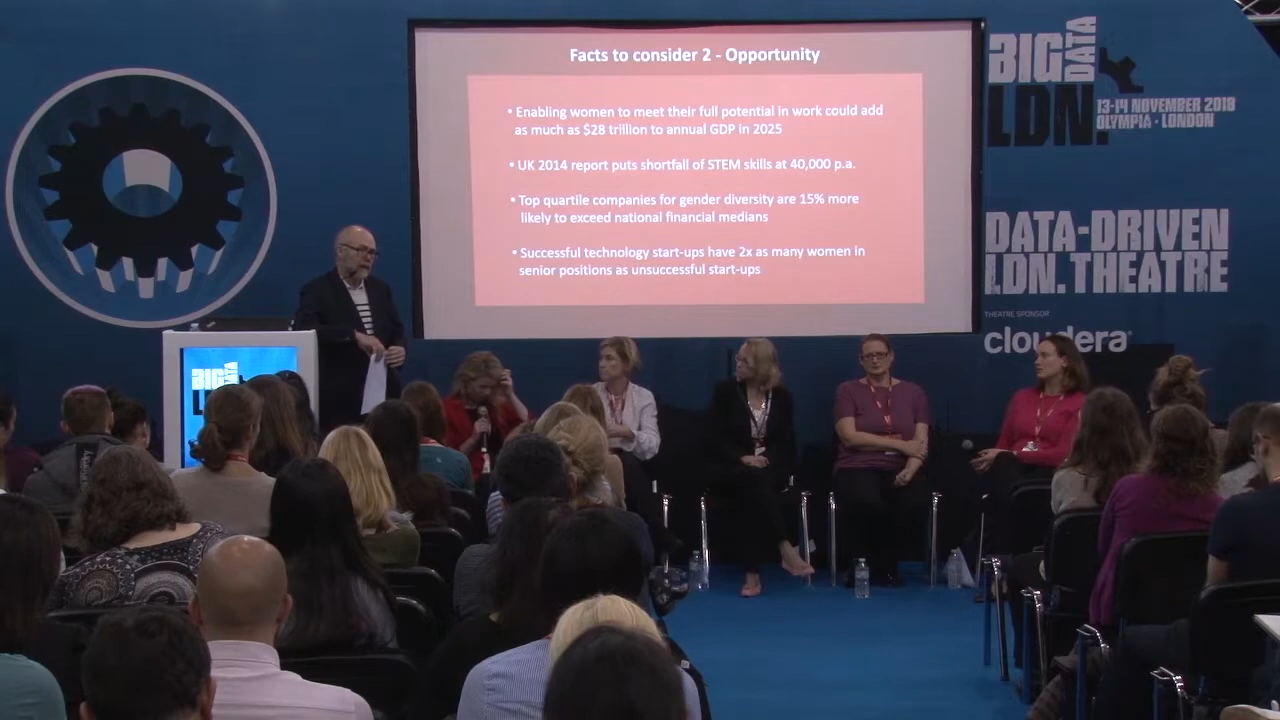 Facts to consider 2 - Opportunity
• Enabling women to meet their full potential in work could add
as much as $28 trillion to annual GDP in 2025
• UK 2014 report puts shortfall of STEM skills at 40,000 p.a.
• Top quartile companies for gender diversity are 15% more
likely to exceed national financial medians
• Successful technology start-ups have 2x as many women in
senior positions as unsuccessful start-ups
BIG DATA
LDN.
13-14 NOVEMBER 2018
OLYMPIA · LONDON
DATA-DRIVEN
LDN.THEATRE
THEATRE SPONSOR
cloudera
BIG